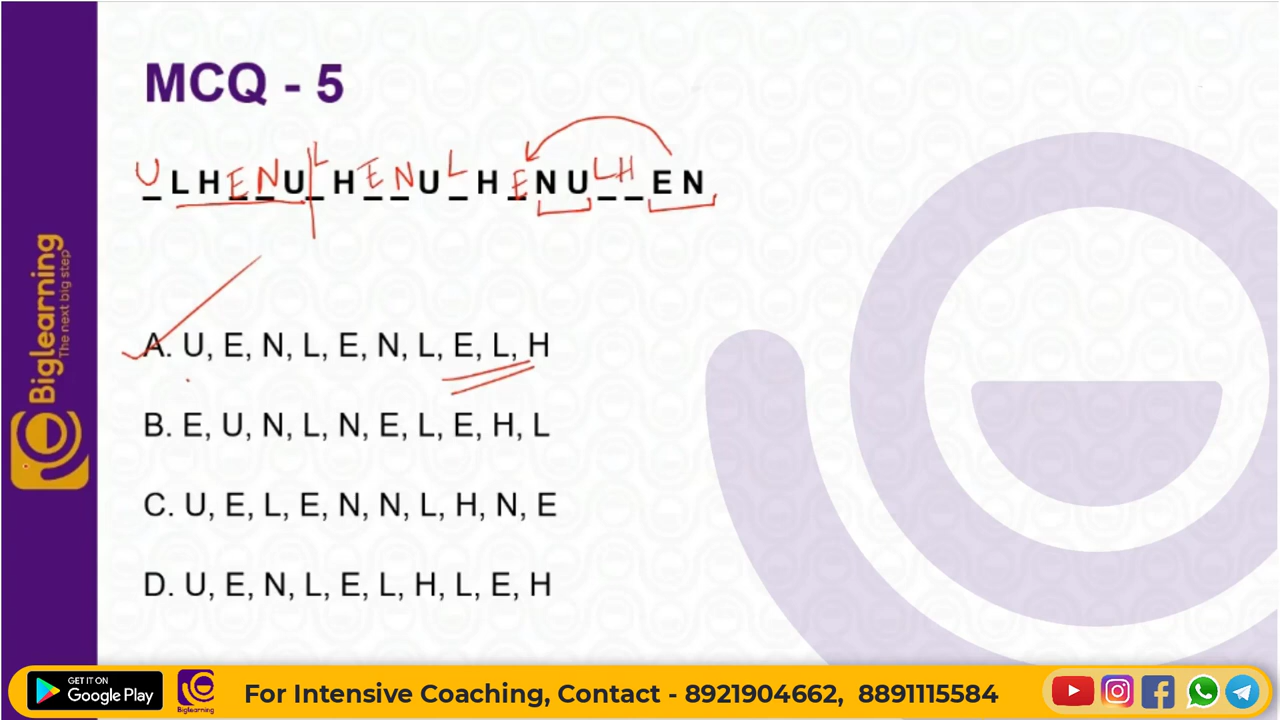 MCQ - 5
U L H E N U L H E N U L H E N U L H E N
A. U, E, N, L, E, N, L, E, L, H
B. E, U, N, L, N, E, L, E, H, L
C. U, E, L, E, N, N, L, H, N, E
D. U, E, N, L, E, L, H, L, E, H
Biglearning
The next big step
GET IT ON
Google Play
Biglearning
For Intensive Coaching, Contact - 8921904662, 8891115584